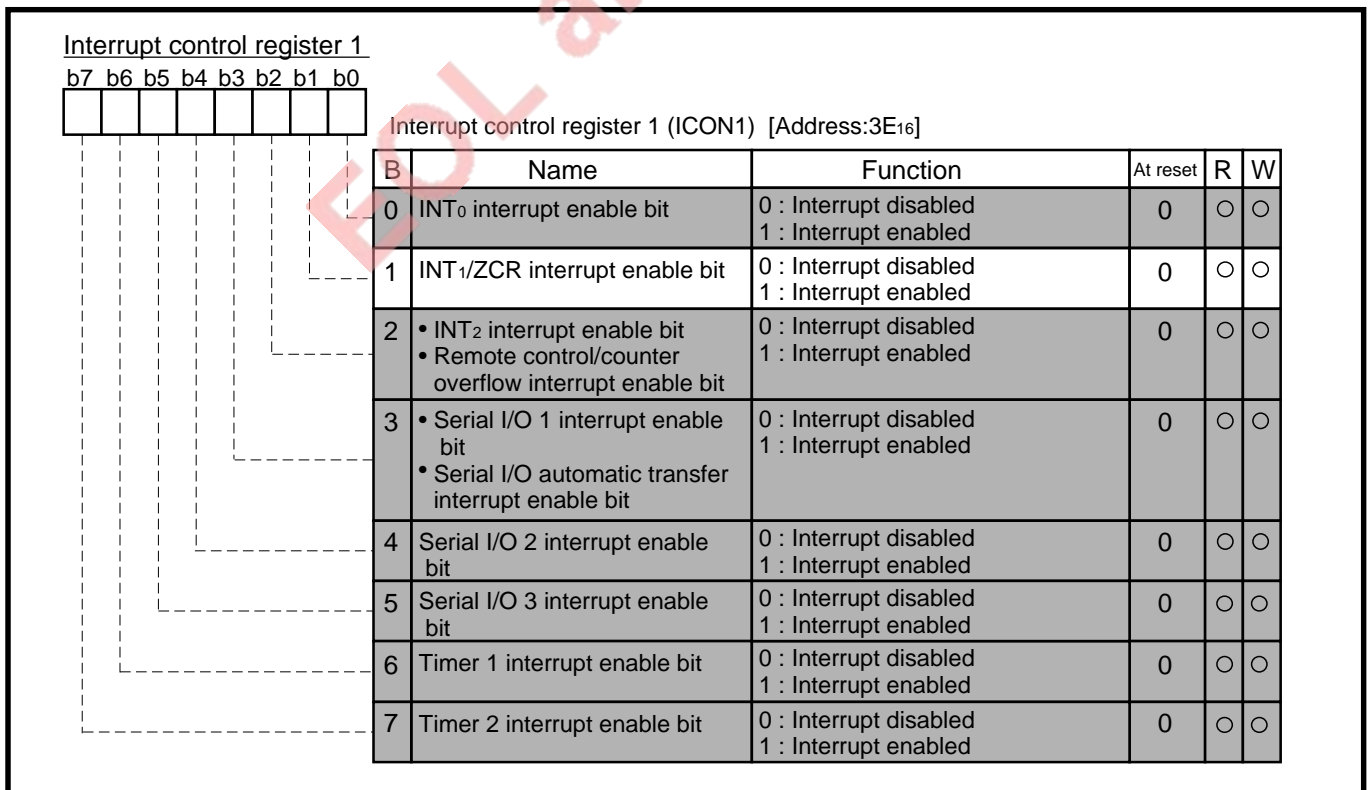 Interrupt control register 1
b7 b6 b5 b4 b3 b2 b1 b0
Interrupt control register 1 (ICON1) [Address:3E16]
B Name Function At reset R W
0 INT0 interrupt enable bit 0 : Interrupt disabled 0 ○ ○
1 : Interrupt enabled
1 INT1/ZCR interrupt enable bit 0 : Interrupt disabled 0 ○ ○
1 : Interrupt enabled
2 • INT2 interrupt enable bit 0 : Interrupt disabled 0 ○ ○
• Remote control/counter 1 : Interrupt enabled
overflow interrupt enable bit
3 • Serial I/O 1 interrupt enable 0 : Interrupt disabled 0 ○ ○
bit 1 : Interrupt enabled
• Serial I/O automatic transfer
interrupt enable bit
4 Serial I/O 2 interrupt enable 0 : Interrupt disabled 0 ○ ○
bit 1 : Interrupt enabled
5 Serial I/O 3 interrupt enable 0 : Interrupt disabled 0 ○ ○
bit 1 : Interrupt enabled
6 Timer 1 interrupt enable bit 0 : Interrupt disabled 0 ○ ○
1 : Interrupt enabled
7 Timer 2 interrupt enable bit 0 : Interrupt disabled 0 ○ ○
1 : Interrupt enabled
EOL